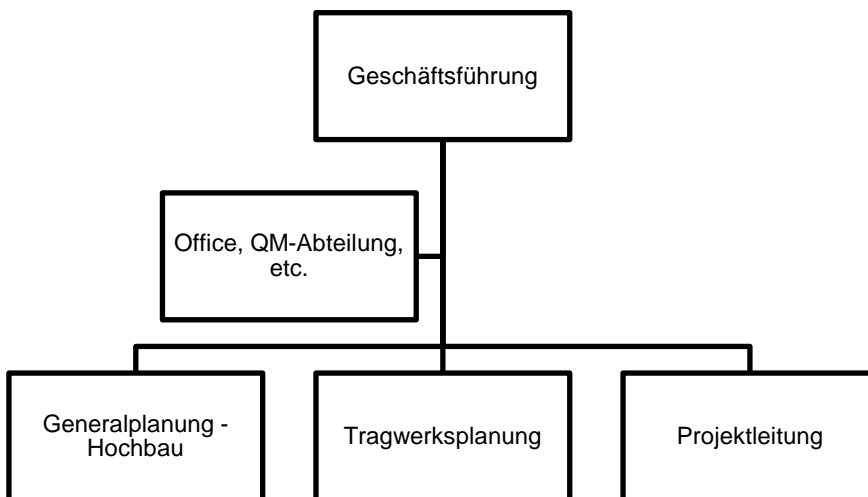 Geschäftsführung
Office, QM-Abteilung,
etc.
Generalplanung -
Hochbau
Tragwerksplanung
Projektleitung